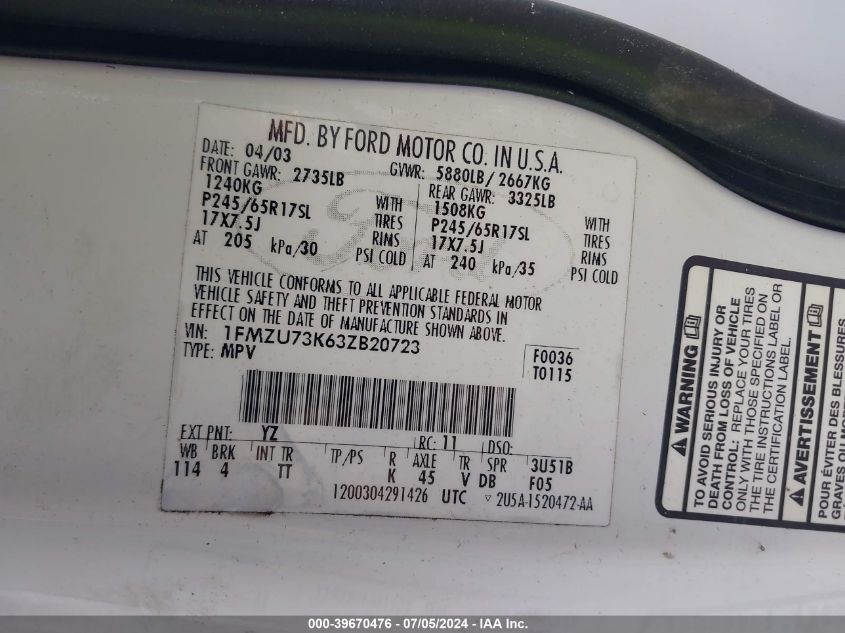 MFD. BY FORD MOTOR CO. IN U.S.A.
DATE: 04/03 GVWR: 5880LB/ 2667KG
FRONT GAWR: 2735LB REAR GAWR: 3325LB
1240KG WITH 1508KG WITH
P245/65R17SL TIRES P245/65R17SL TIRES
17X7.5J RIMS 17X7.5J RIMS
AT 205 kPa/30 PSI COLD AT 240 kPa/35 PSI COLD
Ford
THIS VEHICLE CONFORMS TO ALL APPLICABLE FEDERAL MOTOR
VEHICLE SAFETY AND THEFT PREVENTION STANDARDS IN
EFFECT ON THE DATE OF MANUFACTURE SHOWN ABOVE.
VIN: 1FMZU73K63ZB20723 F0036
TYPE: MPV T0115
EXT PNT: YZ RC: 11 DSO:
WB BRK INT TR TP/PS R AXLE TR SPR 3U51B
114 4 TT K 45 V DB F05
1200304291426 UTC 2U5A-1520472-AA
WARNING
TO AVOID SERIOUS INJURY OR
DEATH FROM LOSS OF VEHICLE
CONTROL: REPLACE YOUR TIRES
ONLY WITH THOSE SPECIFIED ON
THE TIRE INSTRUCTIONS LABEL OR
THE CERTIFICATION LABEL
AVERTISSEMENT
POUR ÉVITER DES BLESSURES
000-39670476 - 07/05/2024 - IAA Inc.